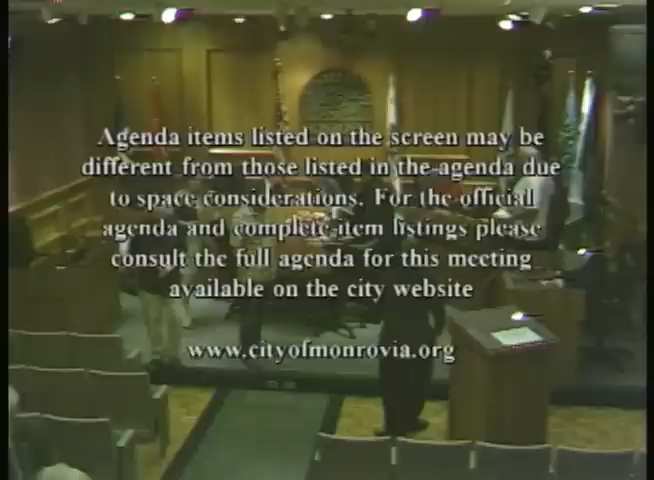 Agenda items listed on the screen may be
different from those listed in the agenda due
to space considerations. For the official
agenda and complete item listings please
consult the full agenda for this meeting
available on the city website
www.cityofmonrovia.org